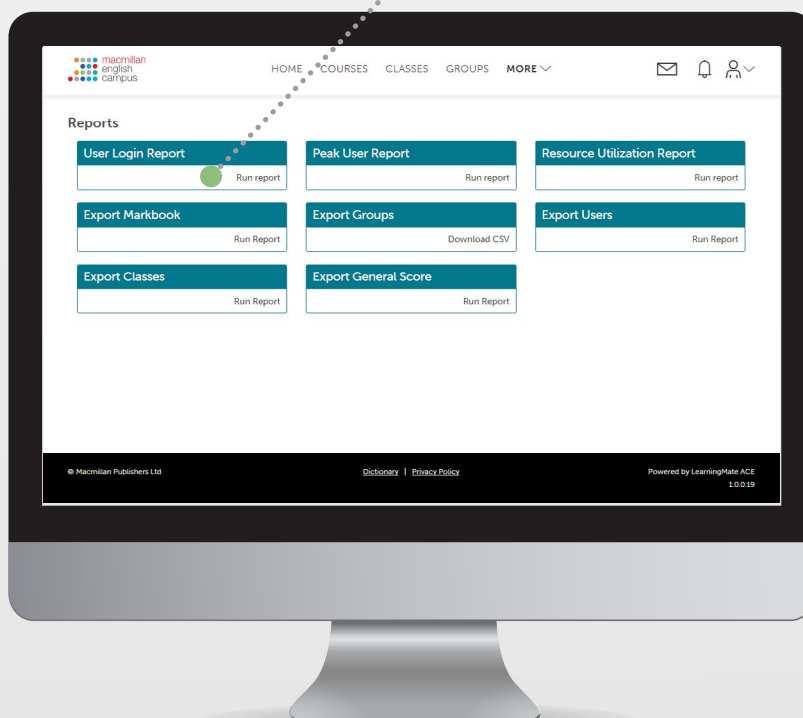 macmillan
english
campus
HOME COURSES CLASSES GROUPS MORE
Reports
User Login Report
Run report
Peak User Report
Run report
Resource Utilization Report
Run report
Export Markbook
Run Report
Export Groups
Download CSV
Export Users
Run Report
Export Classes
Run Report
Export General Score
Run Report
© Macmillan Publishers Ltd
Dictionary | Privacy Policy
Powered by LearningMate ACE
1.0.0.19